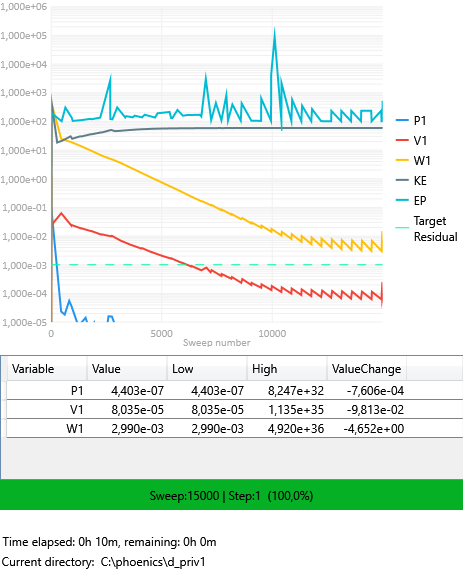 1,000e+06
1,000e+05
1,000e+04
1,000e+03
1,000e+02
1,000e+01
1,000e+00
1,000e-01
1,000e-02
1,000e-03
1,000e-04
1,000e-05
0 5000 10000
Sweep number
P1
V1
W1
KE
EP
Target
Residual
Variable Value Low High ValueChange
P1 4,403e-07 4,403e-07 8,247e+32 -7,606e-04
V1 8,035e-05 8,035e-05 1,135e+35 -9,813e-02
W1 2,990e-03 2,990e-03 4,920e+36 -4,652e+00
Sweep:15000 | Step:1 (100,0%)
Time elapsed: 0h 10m, remaining: 0h 0m
Current directory: C:\phoenics\d_priv1